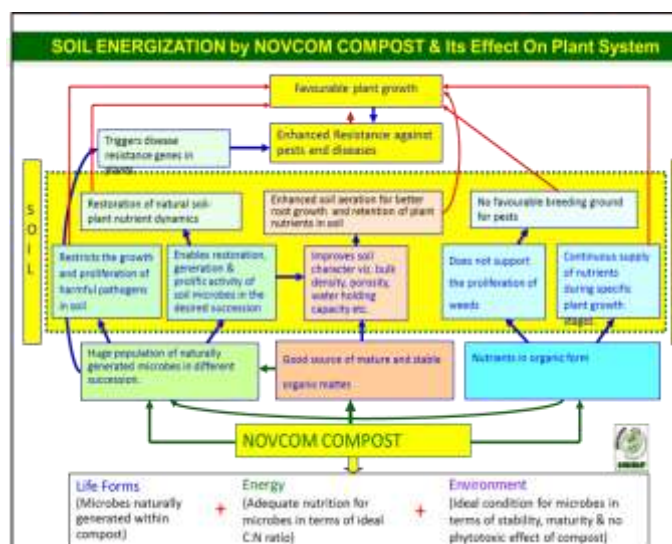 SOIL ENERGIZATION by NOVCOM COMPOST & Its Effect On Plant System
Favourable plant growth
Triggers disease
resistance genes in
plants
Enhanced Resistance against
pests and diseases
S
O
I
L
Restoration of natural soil-
plant nutrient dynamics
Enhanced soil aeration for better
root growth and retention of plant
nutrients in soil
No favourable breeding ground
for pests
Restricts the growth
and proliferation of
harmful pathogens
in soil
Enables restoration,
generation &
prolific activity of
soil microbes in the
desired succession
Improves soil
character viz. bulk
density, porosity,
water holding
capacity etc.
Does not support
the proliferation of
weeds
Continuous supply
of nutrients
during specific
plant growth
stages
Huge population of naturally
generated microbes in different
succession.
Good source of mature and stable
organic matter
Nutrients in organic form
NOVCOM COMPOST
Life Forms
(Microbes naturally
generated within
compost)
+
Energy
(Adequate nutrition for
microbes in terms of ideal
C:N ratio)
+
Environment
(Ideal condition for microbes in
terms of stability, maturity & no
phytotoxic effect of compost)